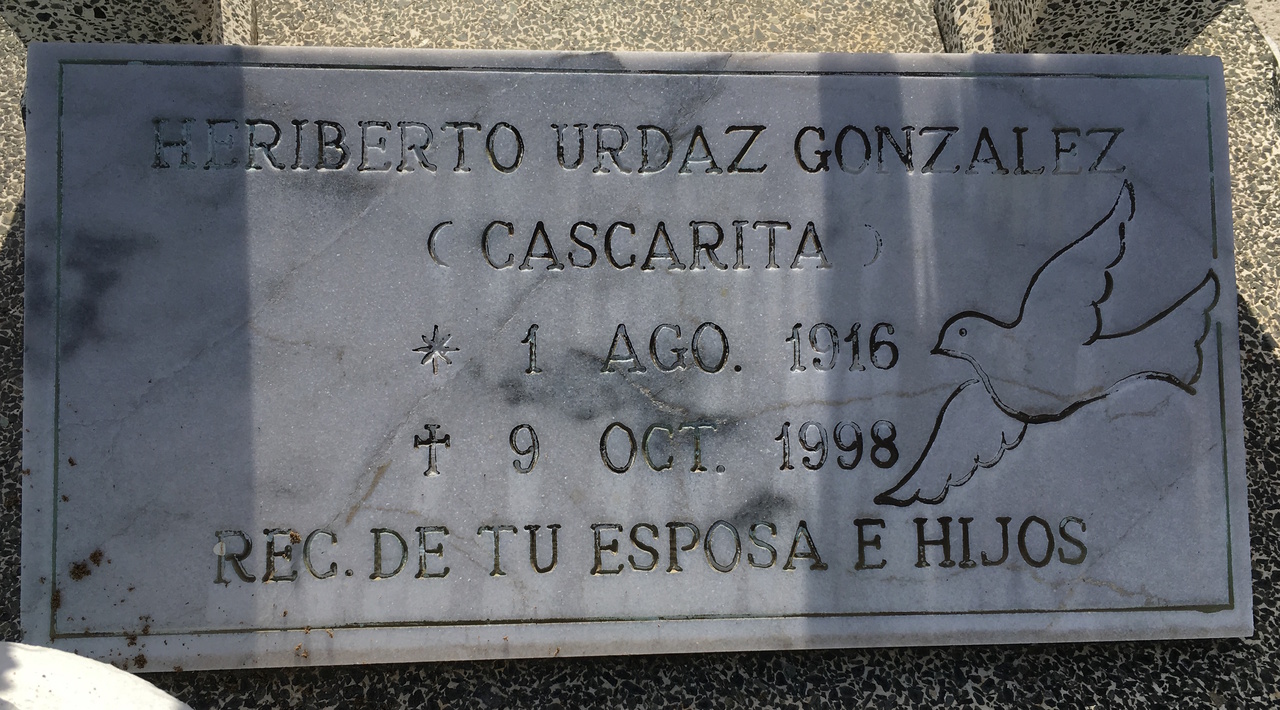 HERIBERTO URDAZ GONZALEZ
( CASCARITA )
* 1 AGO. 1916
✝ 9 OCT. 1998
REC. DE TU ESPOSA E HIJOS